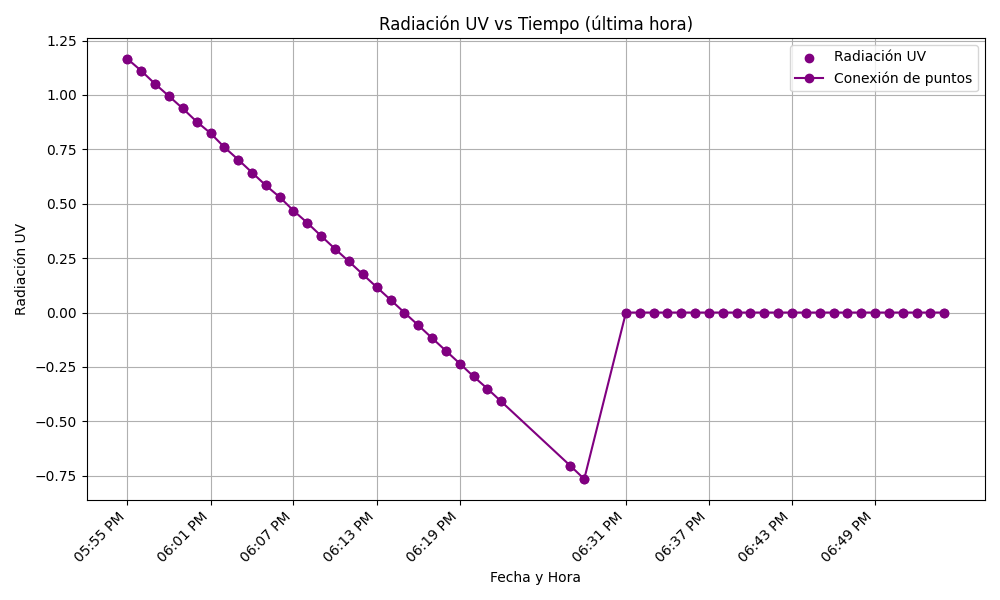 Radiación UV vs Tiempo (última hora)
Radiación UV
Conexión de puntos
Radiación UV
1.25
1.00
0.75
0.50
0.25
0.00
−0.25
−0.50
−0.75
05:55 PM
06:01 PM
06:07 PM
06:13 PM
06:19 PM
06:31 PM
06:37 PM
06:43 PM
06:49 PM
Fecha y Hora